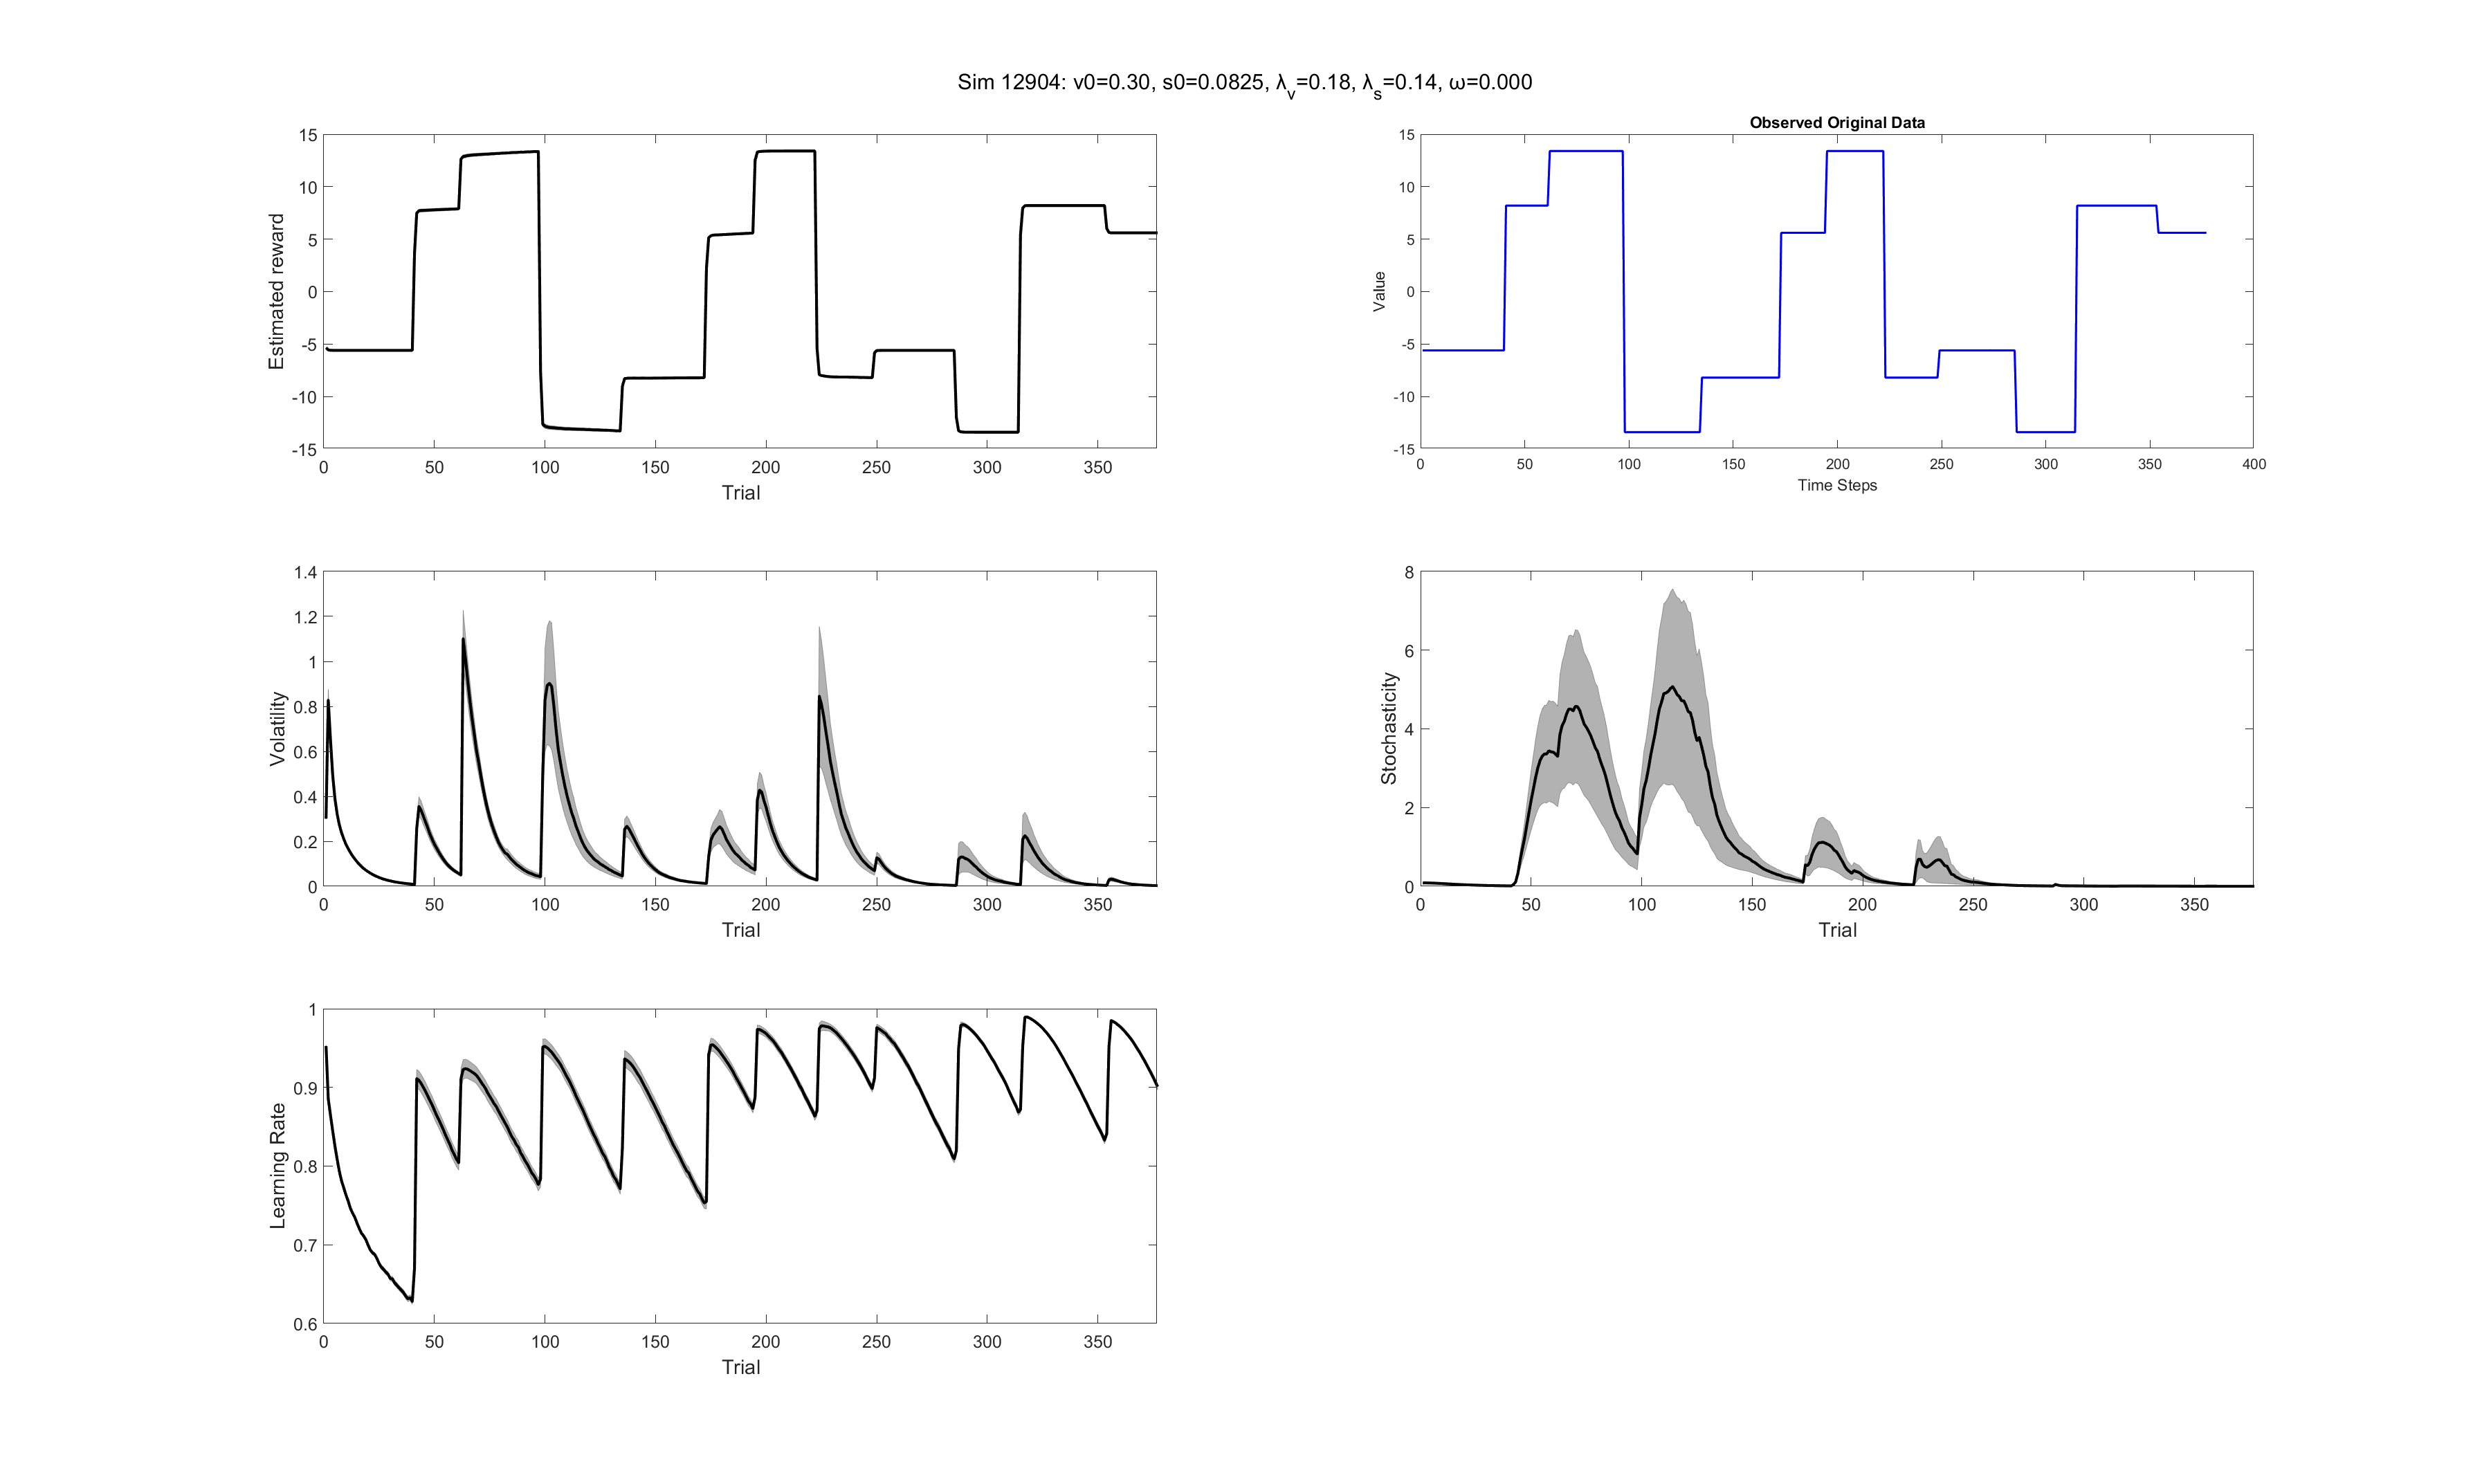 Sim 12904: v0=0.30, s0=0.0825, λv=0.18, λs=0.14, ω=0.000
15
10
5
0
-5
-10
-15
Estimated reward
0 50 100 150 200 250 300 350
Trial
Observed Original Data
15
10
5
0
-5
-10
-15
Value
0 50 100 150 200 250 300 350 400
Time Steps
1.4
1.2
1
0.8
0.6
0.4
0.2
0
Volatility
0 50 100 150 200 250 300 350
Trial
8
6
4
2
0
Stochasticity
0 50 100 150 200 250 300 350
Trial
1
0.9
0.8
0.7
0.6
Learning Rate
0 50 100 150 200 250 300 350
Trial